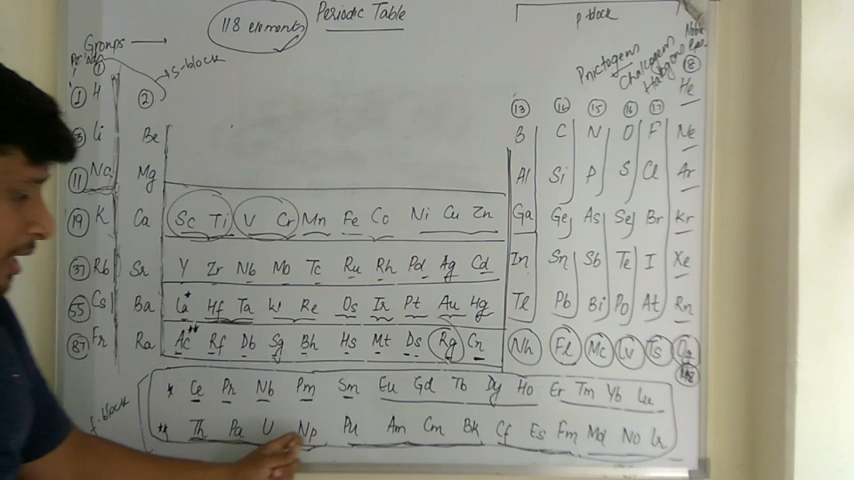 118 elements Periodic Table
p block
Groups →
s-block
Pnictogens
Chalcogens
Halogens
① ⑱
① H ② ⑬ ⑭ ⑮ ⑯ ⑰ He
③ Li Be B C N O F Ne
⑪ Na Mg Al Si P S Cl Ar
⑲ K Ca Sc Ti V Cr Mn Fe Co Ni Cu Zn Ga Ge As Se Br Kr
㊲ Rb Sr Y Zr Nb Mo Tc Ru Rh Pd Ag Cd In Sn Sb Te I Xe
55 Cs Ba La* Hf Ta W Re Os Ir Pt Au Hg Tl Pb Bi Po At Rn
87 Fr Ra Ac** Rf Db Sg Bh Hs Mt Ds Rg Cn Nh Fl Mc Lv Ts Og
118
f-block
* Ce Pr Nb Pm Sm Eu Gd Tb Dy Ho Er Tm Yb Lu
** Th Pa U Np Pu Am Cm Bk Cf Es Fm Md No Lr